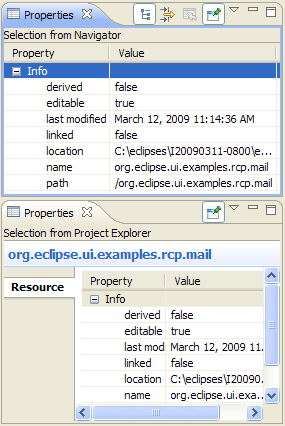 Properties
Selection from Navigator
Property Value
Info
derived false
editable true
last modified March 12, 2009 11:14:36 AM
linked false
location C:\eclipses\I20090311-0800\e...
name org.eclipse.ui.examples.rcp.mail
path /org.eclipse.ui.examples.rcp.mail
Properties
Selection from Project Explorer
org.eclipse.ui.examples.rcp.mail
Resource
Property Value
Info
derived false
editable true
last modi March 12, 2009 11....
linked false
location C:\eclipses\I20090...
name org.eclipse.ui.exa...